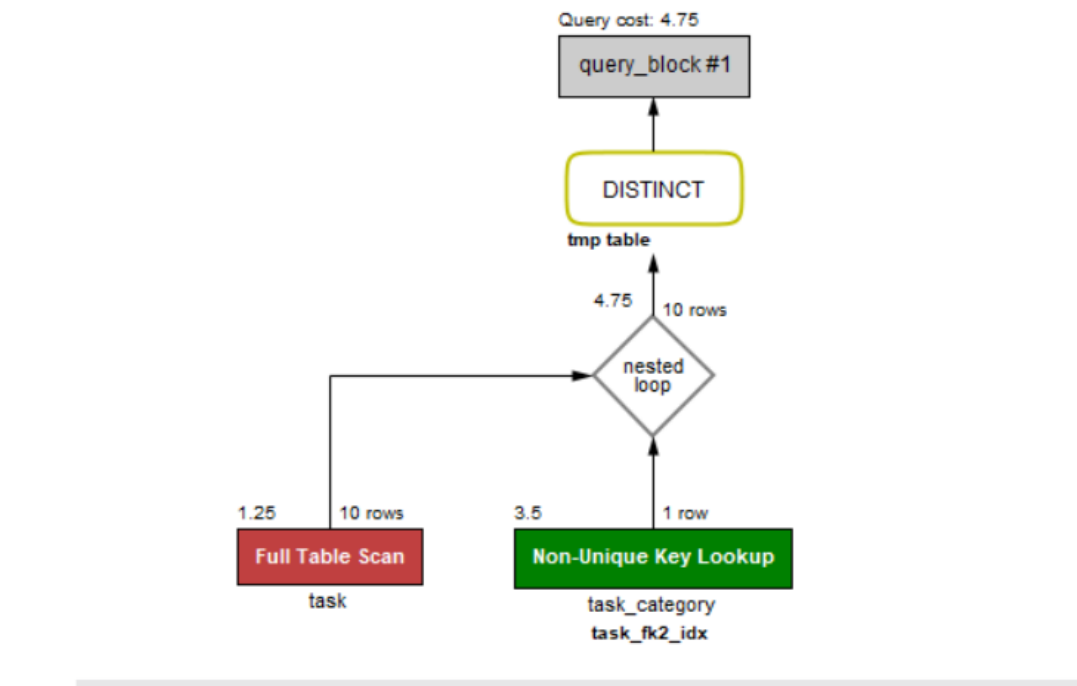 Query cost: 4.75
query_block #1
DISTINCT
tmp table
4.75
10 rows
nested
loop
1.25
10 rows
3.5
1 row
Full Table Scan
Non-Unique Key Lookup
task
task_category
task_fk2_idx